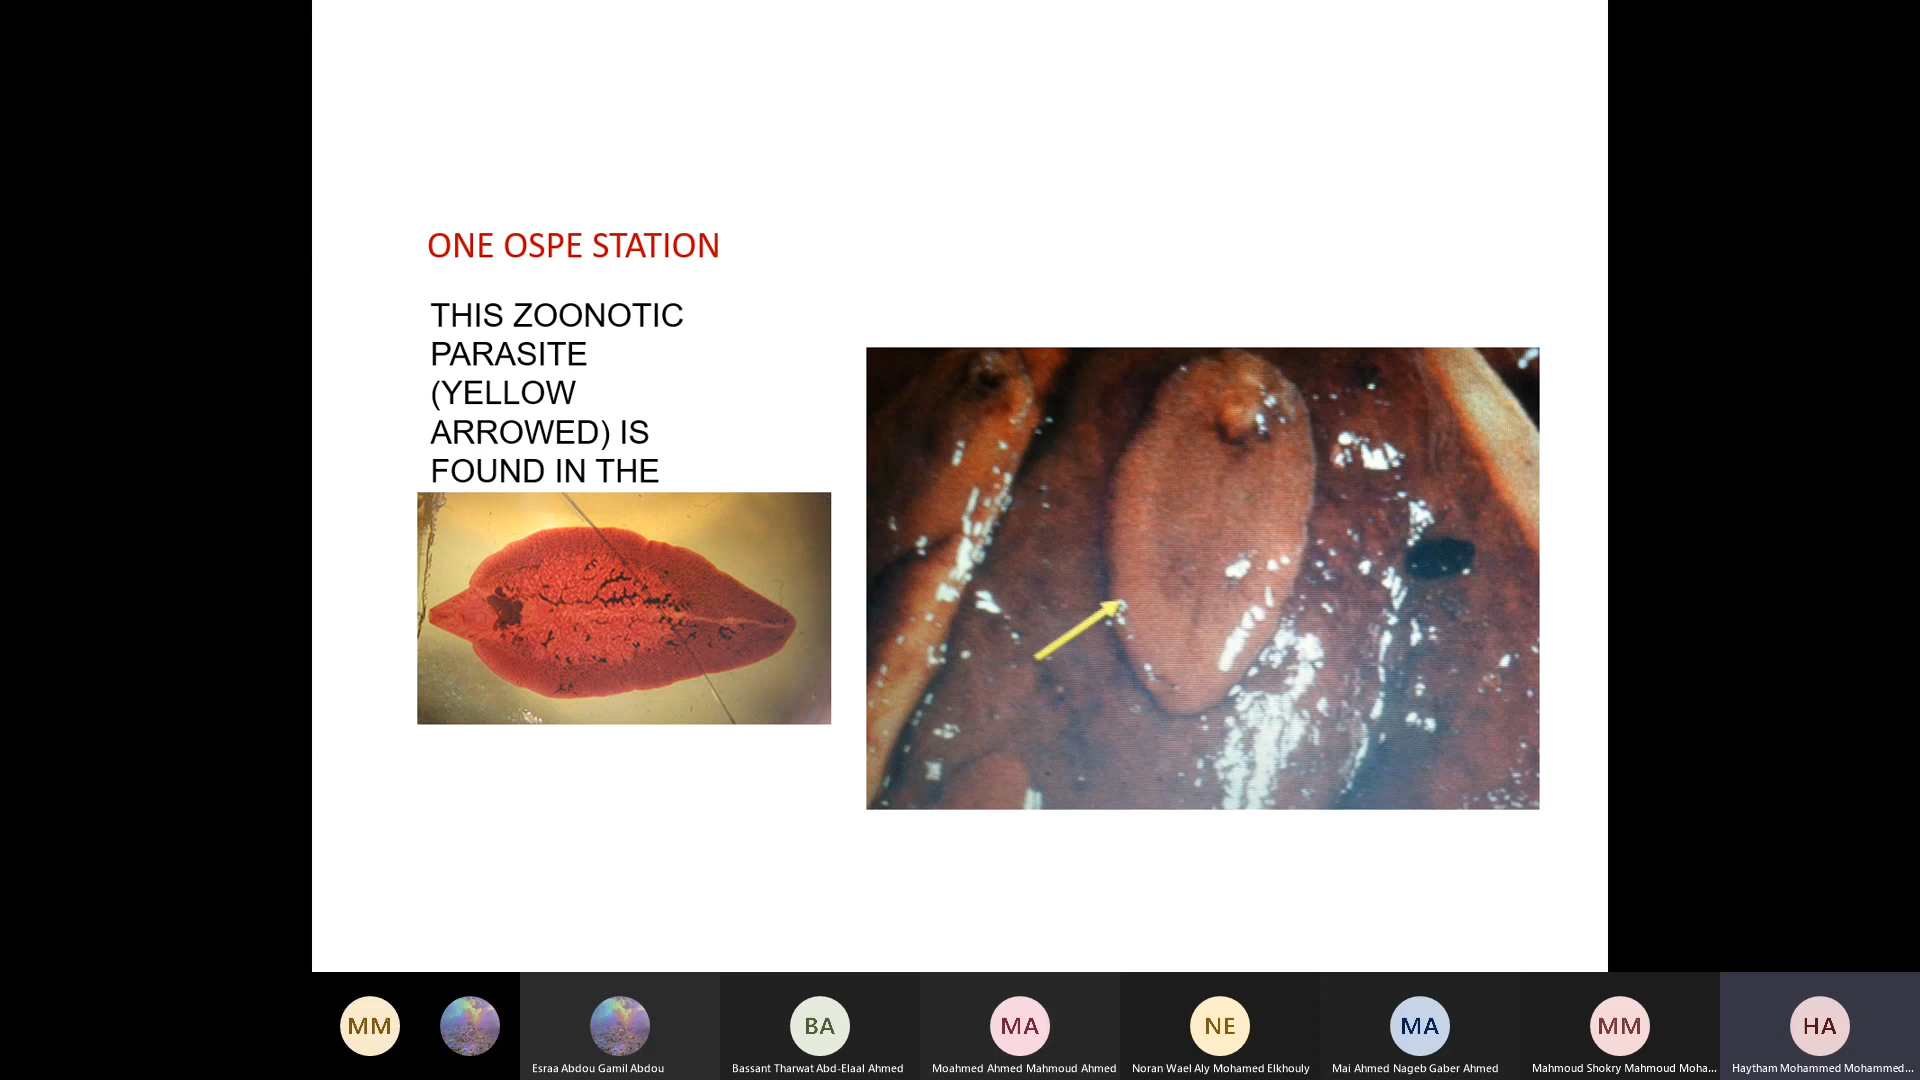 ONE OSPE STATION
THIS ZOONOTIC
PARASITE
(YELLOW
ARROWED) IS
FOUND IN THE
MM
BA
MA
NE
MA
MM
HA
Esraa Abdou Gamil Abdou
Bassant Tharwat Abd-Elaal Ahmed
Moahmed Ahmed Mahmoud Ahmed
Noran Wael Aly Mohamed Elkhouly
Mai Ahmed Nageb Gaber Ahmed
Mahmoud Shokry Mahmoud Moha...
Haytham Mohammed Mohammed...